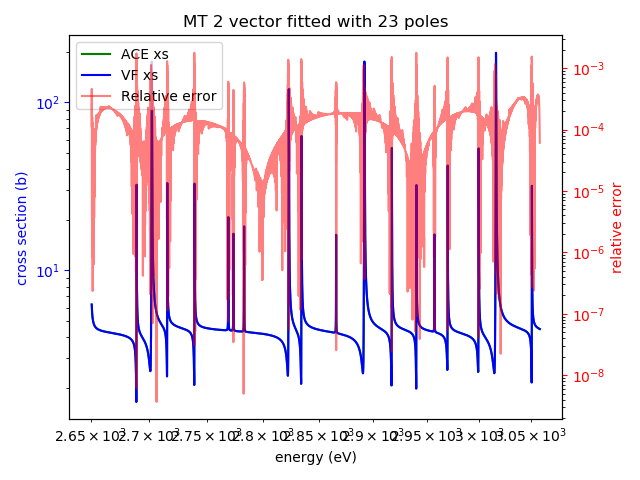 MT 2 vector fitted with 23 poles
ACE xs
VF xs
Relative error
cross section (b)
10²
10¹
relative error
10⁻³
10⁻⁴
10⁻⁵
10⁻⁶
10⁻⁷
10⁻⁸
2.65 × 10³ 2.7 × 10³ 2.75 × 10³ 2.8 × 10³ 2.85 × 10³ 2.9 × 10³ 2.95 × 10³ 3 × 10³ 3.05 × 10³
energy (eV)